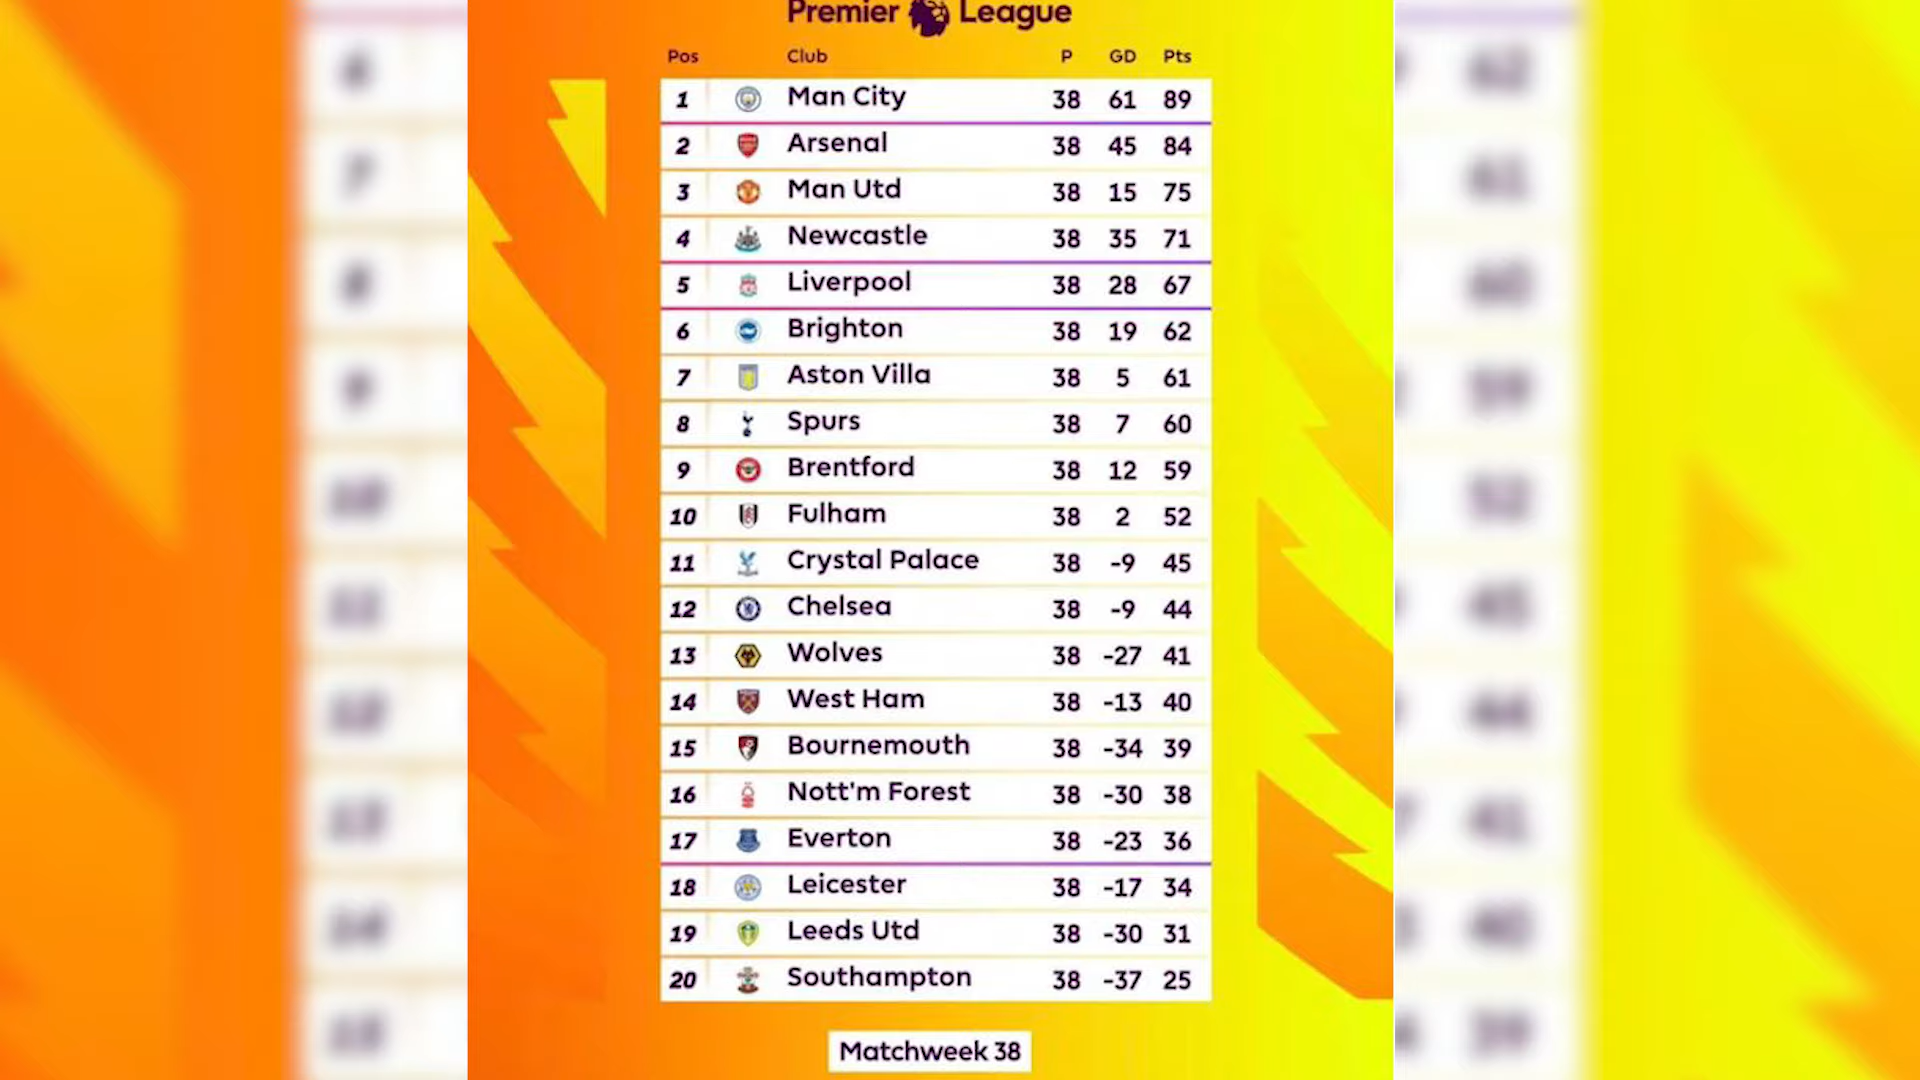 Premier League
Pos Club P GD Pts
1 Man City 38 61 89
2 Arsenal 38 45 84
3 Man Utd 38 15 75
4 Newcastle 38 35 71
5 Liverpool 38 28 67
6 Brighton 38 19 62
7 Aston Villa 38 5 61
8 Spurs 38 7 60
9 Brentford 38 12 59
10 Fulham 38 2 52
11 Crystal Palace 38 -9 45
12 Chelsea 38 -9 44
13 Wolves 38 -27 41
14 West Ham 38 -13 40
15 Bournemouth 38 -34 39
16 Nott'm Forest 38 -30 38
17 Everton 38 -23 36
18 Leicester 38 -17 34
19 Leeds Utd 38 -30 31
20 Southampton 38 -37 25
Matchweek 38